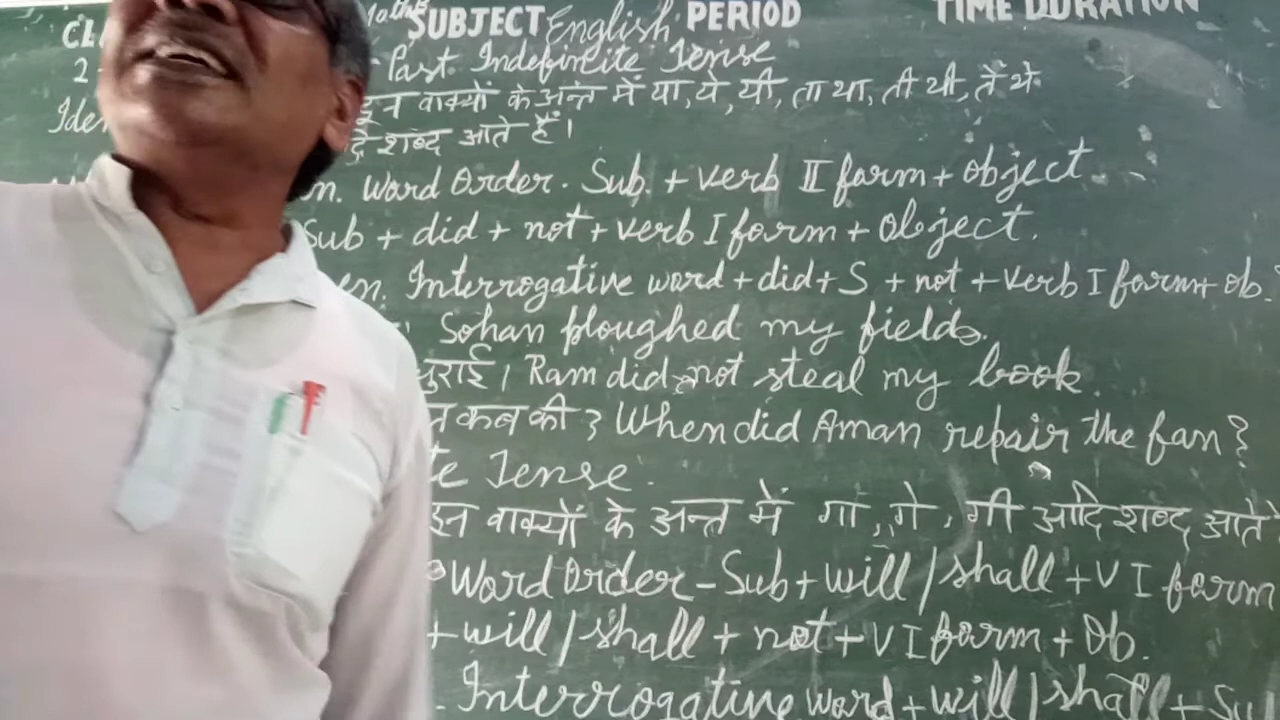 Maths SUBJECT English PERIOD TIME DURATION
2 Past Indefinite Tense
Iden इन वाक्यों के अन्त में या, ये, यी, ता था, ती थी, ते थे
दि शब्द आते हैं।
n. Word Order. Sub. + verb II form + object
Sub + did + not + verb I form + Object.
en. Interrogative word + did + S + not + Verb I form + ob.
Sohan ploughed my fields.
चुराई। Ram did not steal my book.
न कब की? When did Aman repair the fan?
te Tense.
इन वाक्यों के अन्त में गा, गे, गी आदि शब्द आते
Word Order - Sub + will / shall + V I form
+ will / shall + not + V I form + Ob.
Interrogative word + will / shall + Su